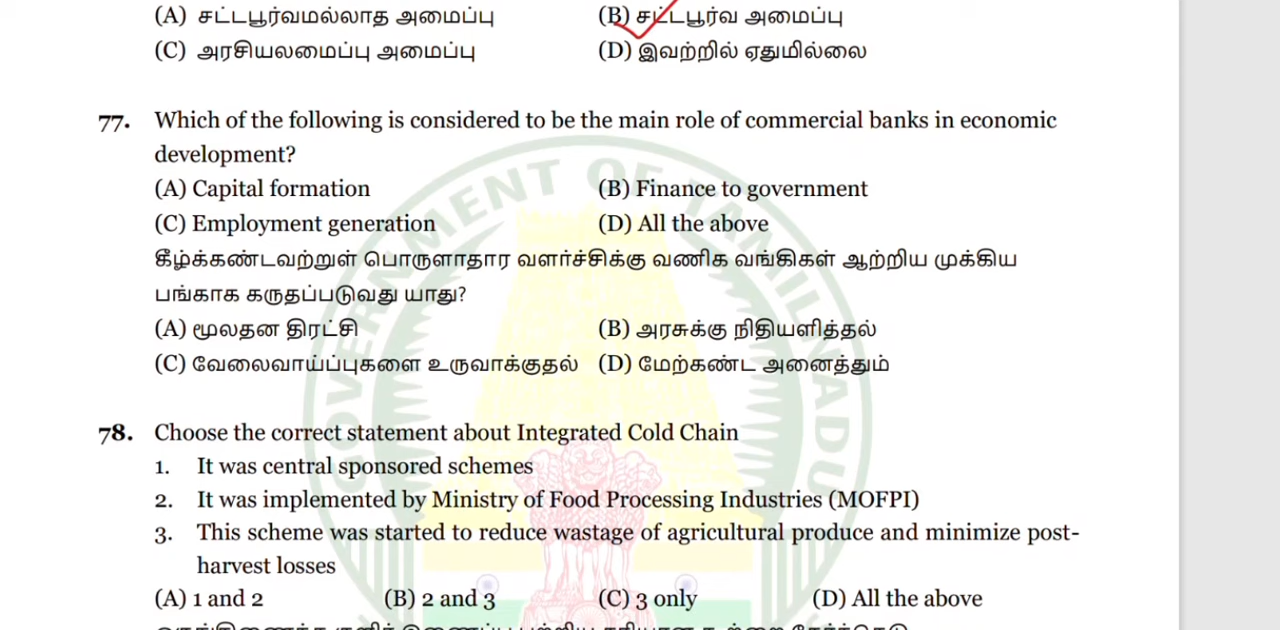 (A) சட்டபூர்வமல்லாத அமைப்பு (B) சட்டபூர்வ அமைப்பு
(C) அரசியலமைப்பு அமைப்பு (D) இவற்றில் ஏதுமில்லை
77. Which of the following is considered to be the main role of commercial banks in economic
development?
(A) Capital formation (B) Finance to government
(C) Employment generation (D) All the above
கீழ்க்கண்டவற்றுள் பொருளாதார வளர்ச்சிக்கு வணிக வங்கிகள் ஆற்றிய முக்கிய
பங்காக கருதப்படுவது யாது?
(A) மூலதன திரட்சி (B) அரசுக்கு நிதியளித்தல்
(C) வேலைவாய்ப்புகளை உருவாக்குதல் (D) மேற்கண்ட அனைத்தும்
78. Choose the correct statement about Integrated Cold Chain
1. It was central sponsored schemes
2. It was implemented by Ministry of Food Processing Industries (MOFPI)
3. This scheme was started to reduce wastage of agricultural produce and minimize post-
harvest losses
(A) 1 and 2 (B) 2 and 3 (C) 3 only (D) All the above
GOVERNMENT OF TAMILNADU